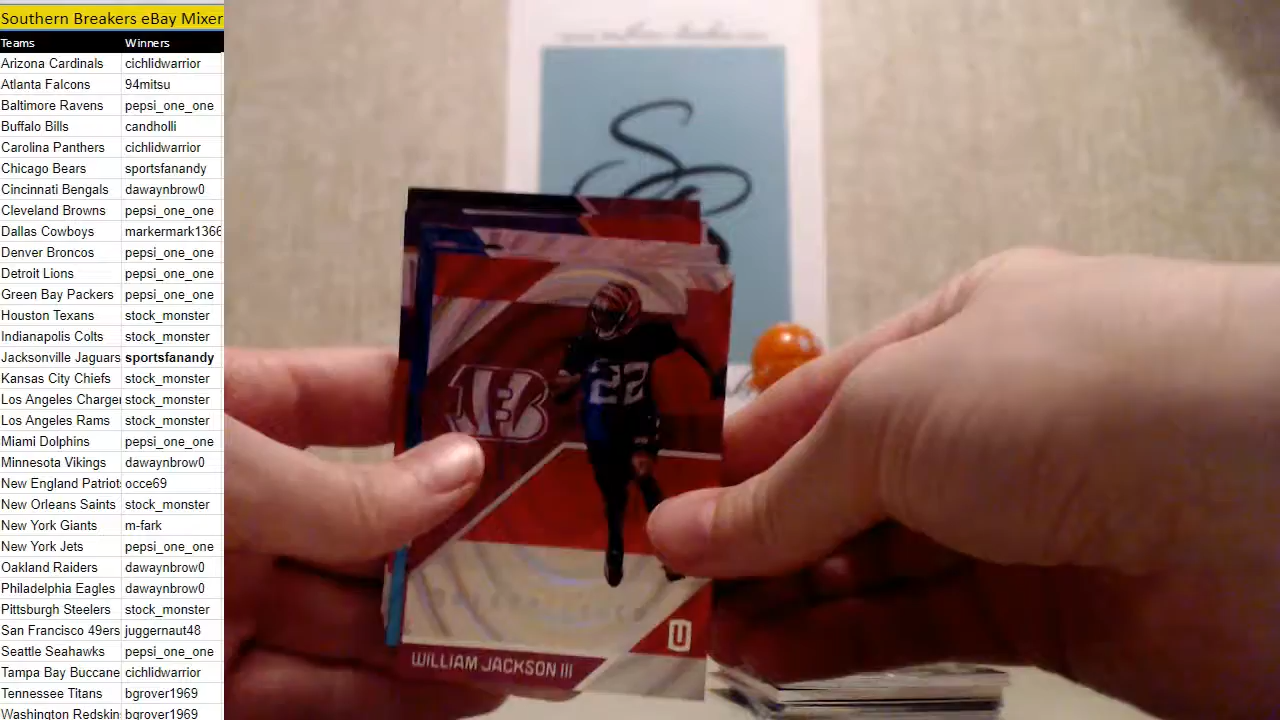 Southern Breakers eBay Mixer
Teams Winners
Arizona Cardinals cichlidwarrior
Atlanta Falcons 94mitsu
Baltimore Ravens pepsi_one_one
Buffalo Bills candholli
Carolina Panthers cichlidwarrior
Chicago Bears sportsfanandy
Cincinnati Bengals dawaynbrow0
Cleveland Browns pepsi_one_one
Dallas Cowboys markermark1366
Denver Broncos pepsi_one_one
Detroit Lions pepsi_one_one
Green Bay Packers pepsi_one_one
Houston Texans stock_monster
Indianapolis Colts stock_monster
Jacksonville Jaguars sportsfanandy
Kansas City Chiefs stock_monster
Los Angeles Charger stock_monster
Los Angeles Rams stock_monster
Miami Dolphins pepsi_one_one
Minnesota Vikings dawaynbrow0
New England Patriots occe69
New Orleans Saints stock_monster
New York Giants m-fark
New York Jets pepsi_one_one
Oakland Raiders dawaynbrow0
Philadelphia Eagles dawaynbrow0
Pittsburgh Steelers stock_monster
San Francisco 49ers juggernaut48
Seattle Seahawks pepsi_one_one
Tampa Bay Buccane cichlidwarrior
Tennessee Titans bgrover1969
Washington Redskin bgrover1969
SB
22
B
U
WILLIAM JACKSON III